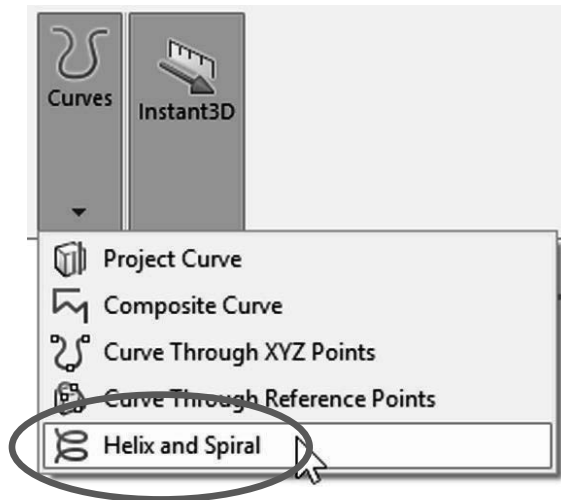 Curves
Instant3D
Project Curve
Composite Curve
Curve Through XYZ Points
Curve Through Reference Points
Helix and Spiral